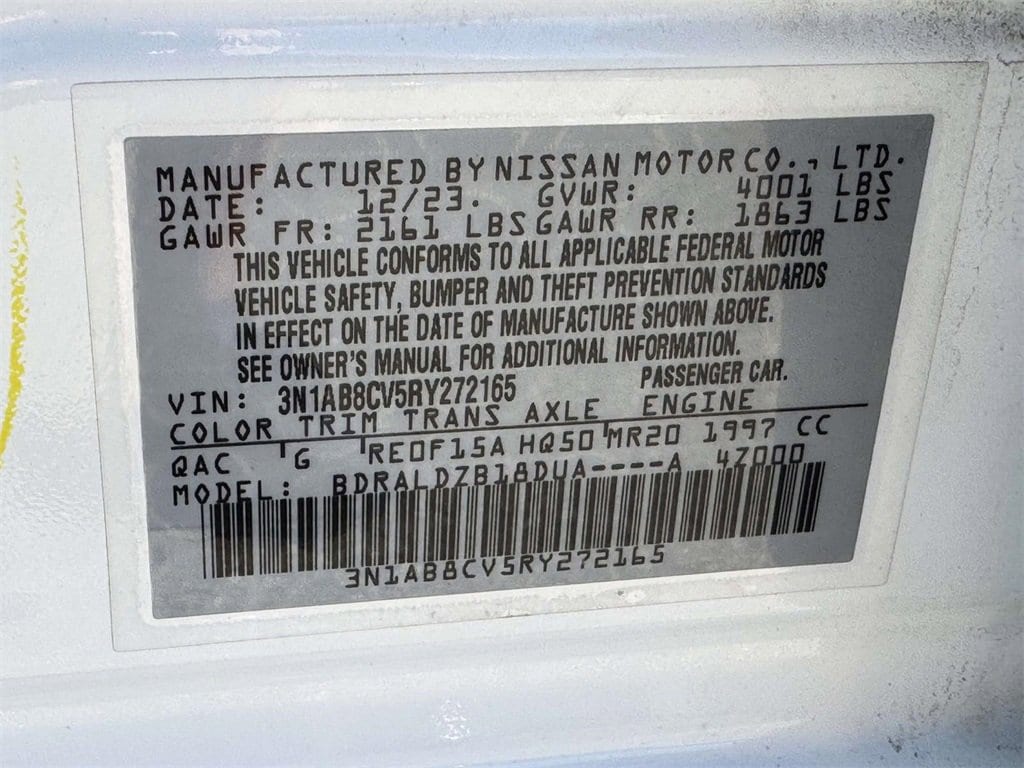 MANUFACTURED BY NISSAN MOTOR CO., LTD.
DATE: 12/23. GVWR: 4001 LBS
GAWR FR: 2161 LBS GAWR RR: 1863 LBS
THIS VEHICLE CONFORMS TO ALL APPLICABLE FEDERAL MOTOR
VEHICLE SAFETY, BUMPER AND THEFT PREVENTION STANDARDS
IN EFFECT ON THE DATE OF MANUFACTURE SHOWN ABOVE.
SEE OWNER'S MANUAL FOR ADDITIONAL INFORMATION.
VIN: 3N1AB8CV5RY272165 PASSENGER CAR.
COLOR TRIM TRANS AXLE ENGINE
QAC G RE0F15A HQ50 MR20 1997 CC
MODEL: BDRALDZB18DUA----A 4Z000
3N1AB8CV5RY272165